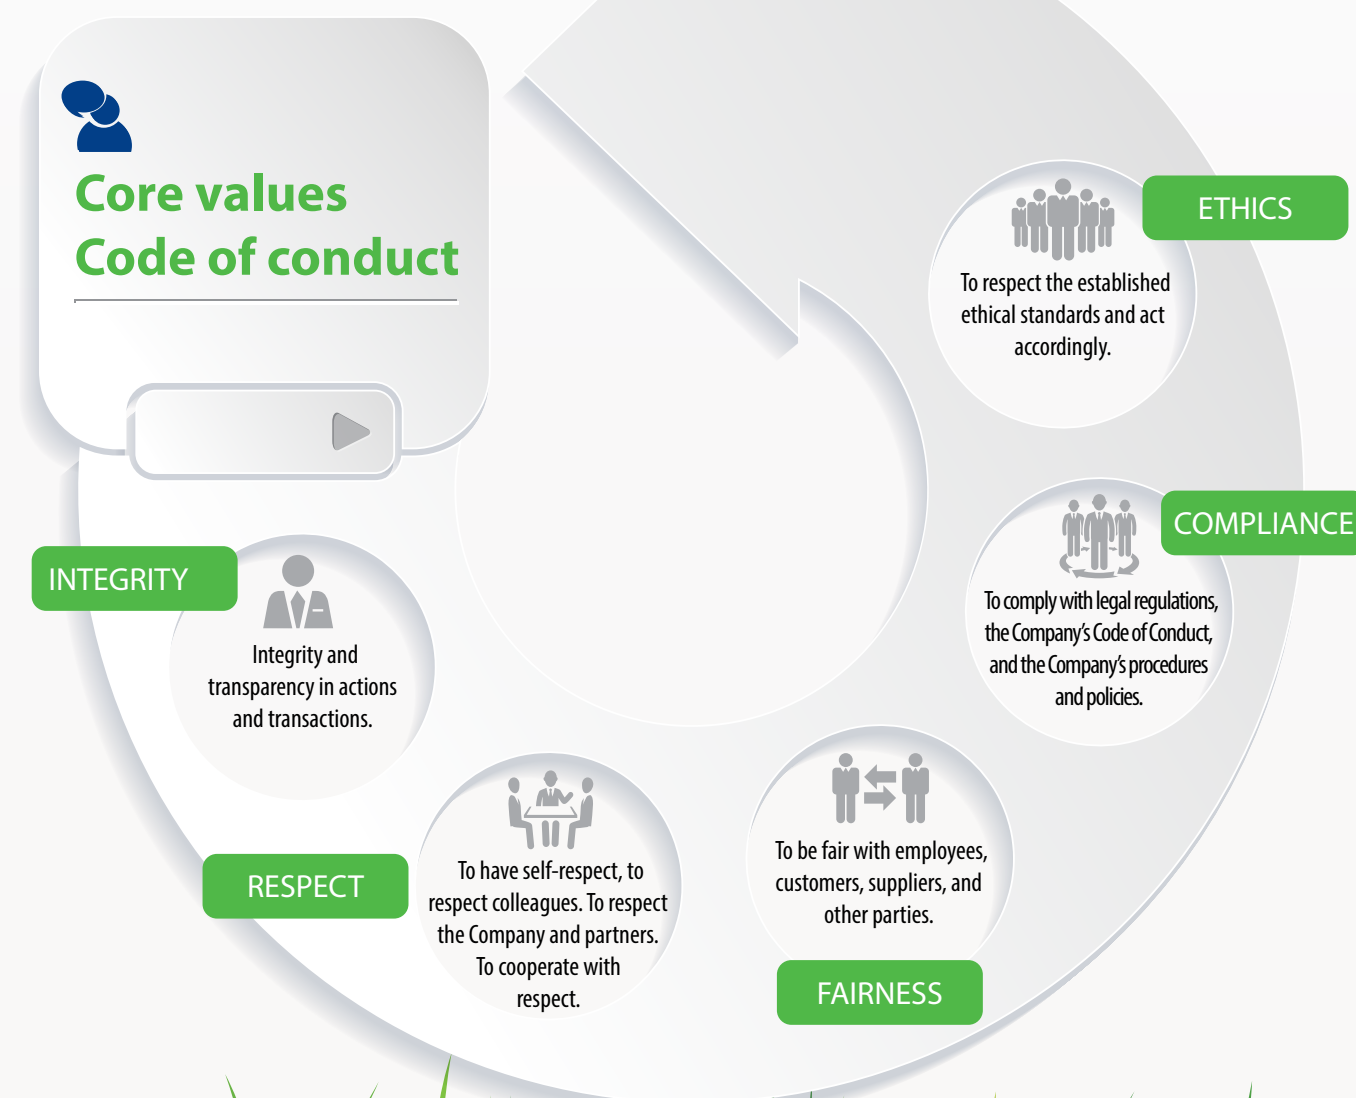 Core values
Code of conduct
INTEGRITY
Integrity and
transparency in actions
and transactions.
RESPECT
To have self-respect, to
respect colleagues. To respect
the Company and partners.
To cooperate with
respect.
FAIRNESS
To be fair with employees,
customers, suppliers, and
other parties.
COMPLIANCE
To comply with legal regulations,
the Company's Code of Conduct,
and the Company's procedures
and policies.
ETHICS
To respect the established
ethical standards and act
accordingly.